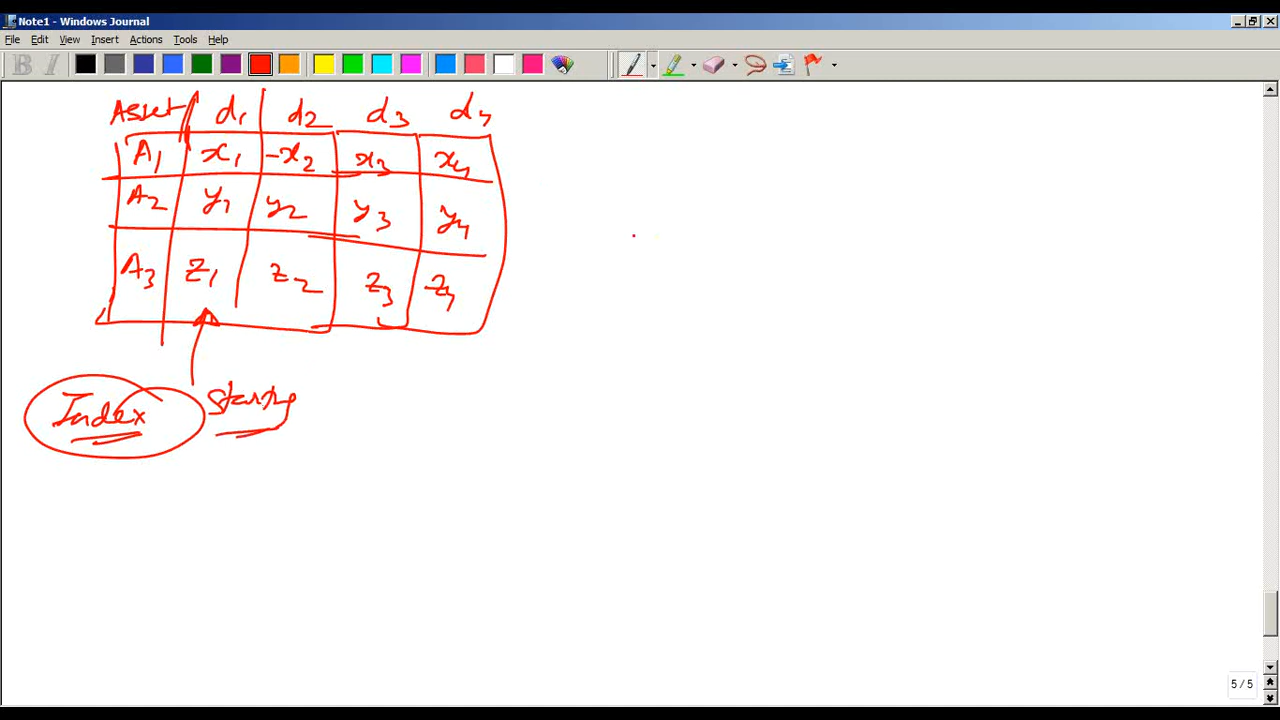 Note1 - Windows Journal
File Edit View Insert Actions Tools Help
B I
Asset d1 d2 d3 d4
A1 x1 -x2 x3 x4
A2 y1 y2 y3 y4
A3 z1 z2 z3 z4
Index Starting
5 / 5